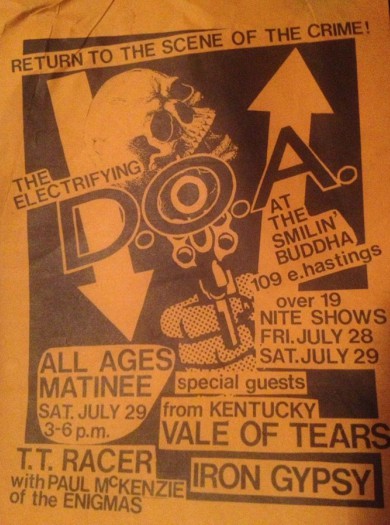 RETURN TO THE SCENE OF THE CRIME!
THE
ELECTRIFYING
D.O.A.
AT
THE
SMILIN'
BUDDHA
109 e.hastings
over 19
NITE SHOWS
FRI. JULY 28
SAT. JULY 29
ALL AGES
MATINEE
SAT. JULY 29
3-6 p.m.
special guests
from KENTUCKY
VALE OF TEARS
T.T. RACER
with PAUL McKENZIE
of the ENIGMAS
IRON GYPSY